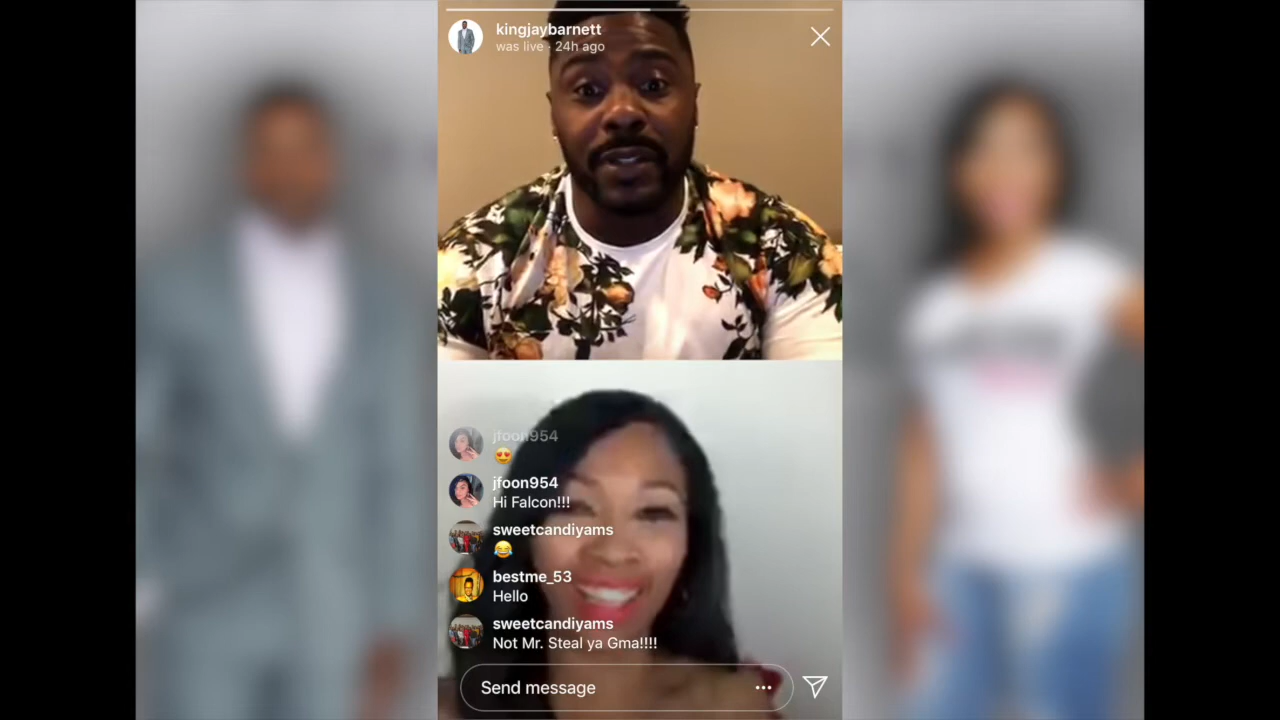 kingjaybarnett
was live · 24h ago
jfoon954
😍
jfoon954
Hi Falcon!!!
sweetcandiyams
😂
bestme_53
Hello
sweetcandiyams
Not Mr. Steal ya Gma!!!!
Send message